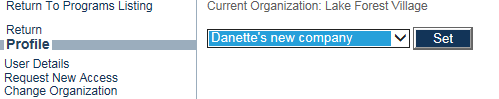 Return To Programs Listing
Current Organization: Lake Forest Village
Return
Profile
Danette's new company
Set
User Details
Request New Access
Change Organization